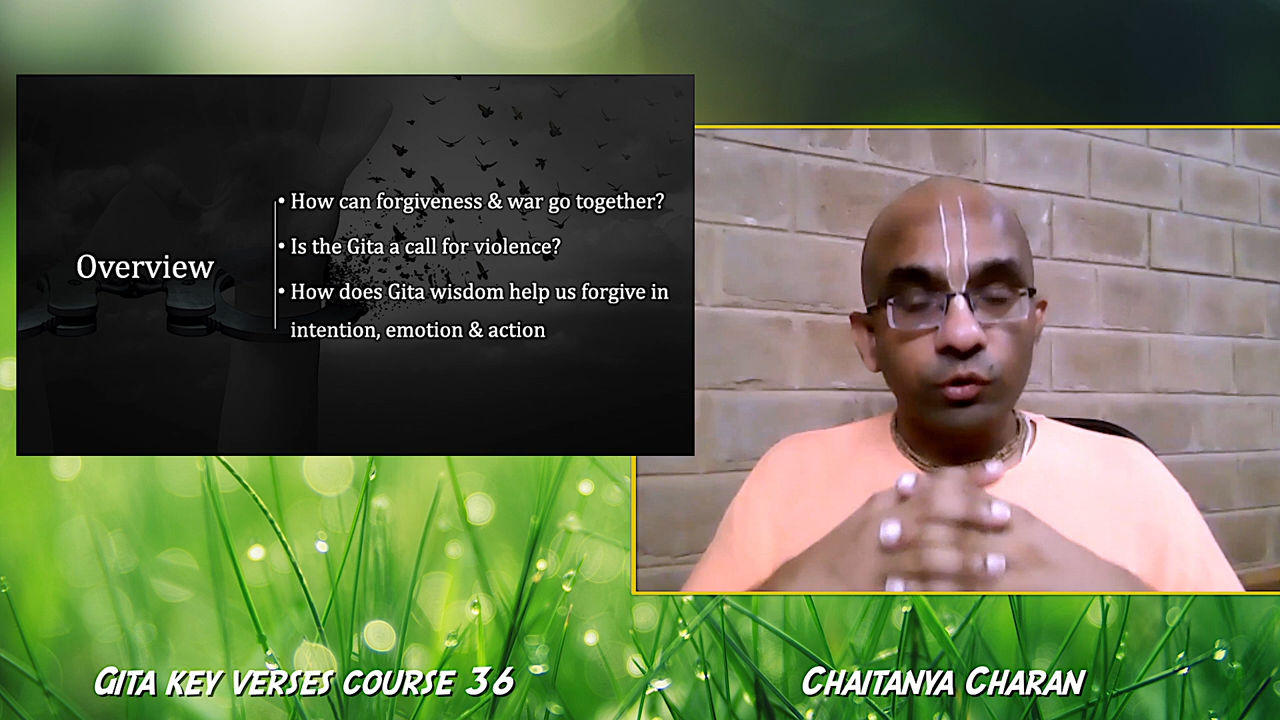 Overview
• How can forgiveness & war go together?
• Is the Gita a call for violence?
• How does Gita wisdom help us forgive in
intention, emotion & action
GITA KEY VERSES COURSE 36
CHAITANYA CHARAN